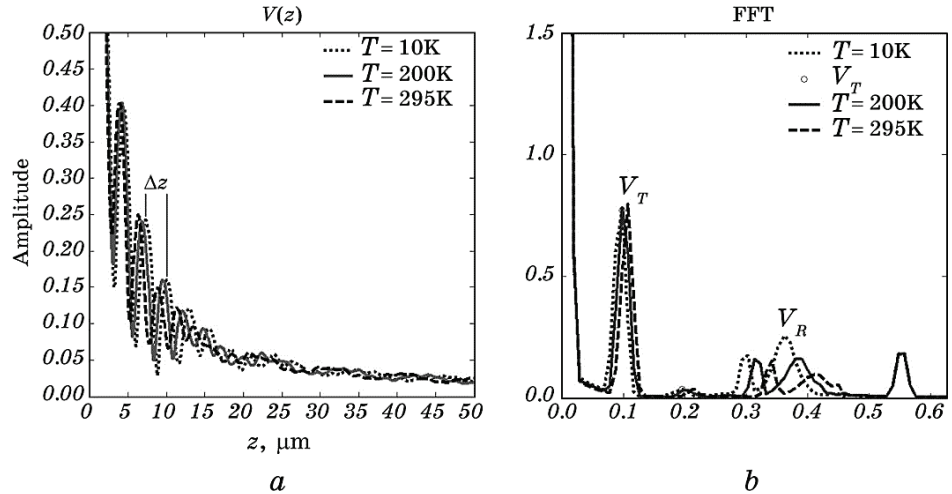 V(z)
0.50
0.45
0.40
0.35
0.30
0.25
0.20
0.15
0.10
0.05
0.00
Amplitude
T = 10K
T = 200K
T = 295K
Δz
0 5 10 15 20 25 30 35 40 45 50
z, μm
a
FFT
1.5
1.0
0.5
0.0
T = 10K
V_T
T = 200K
T = 295K
V_T
V_R
0.0 0.1 0.2 0.3 0.4 0.5 0.6
b